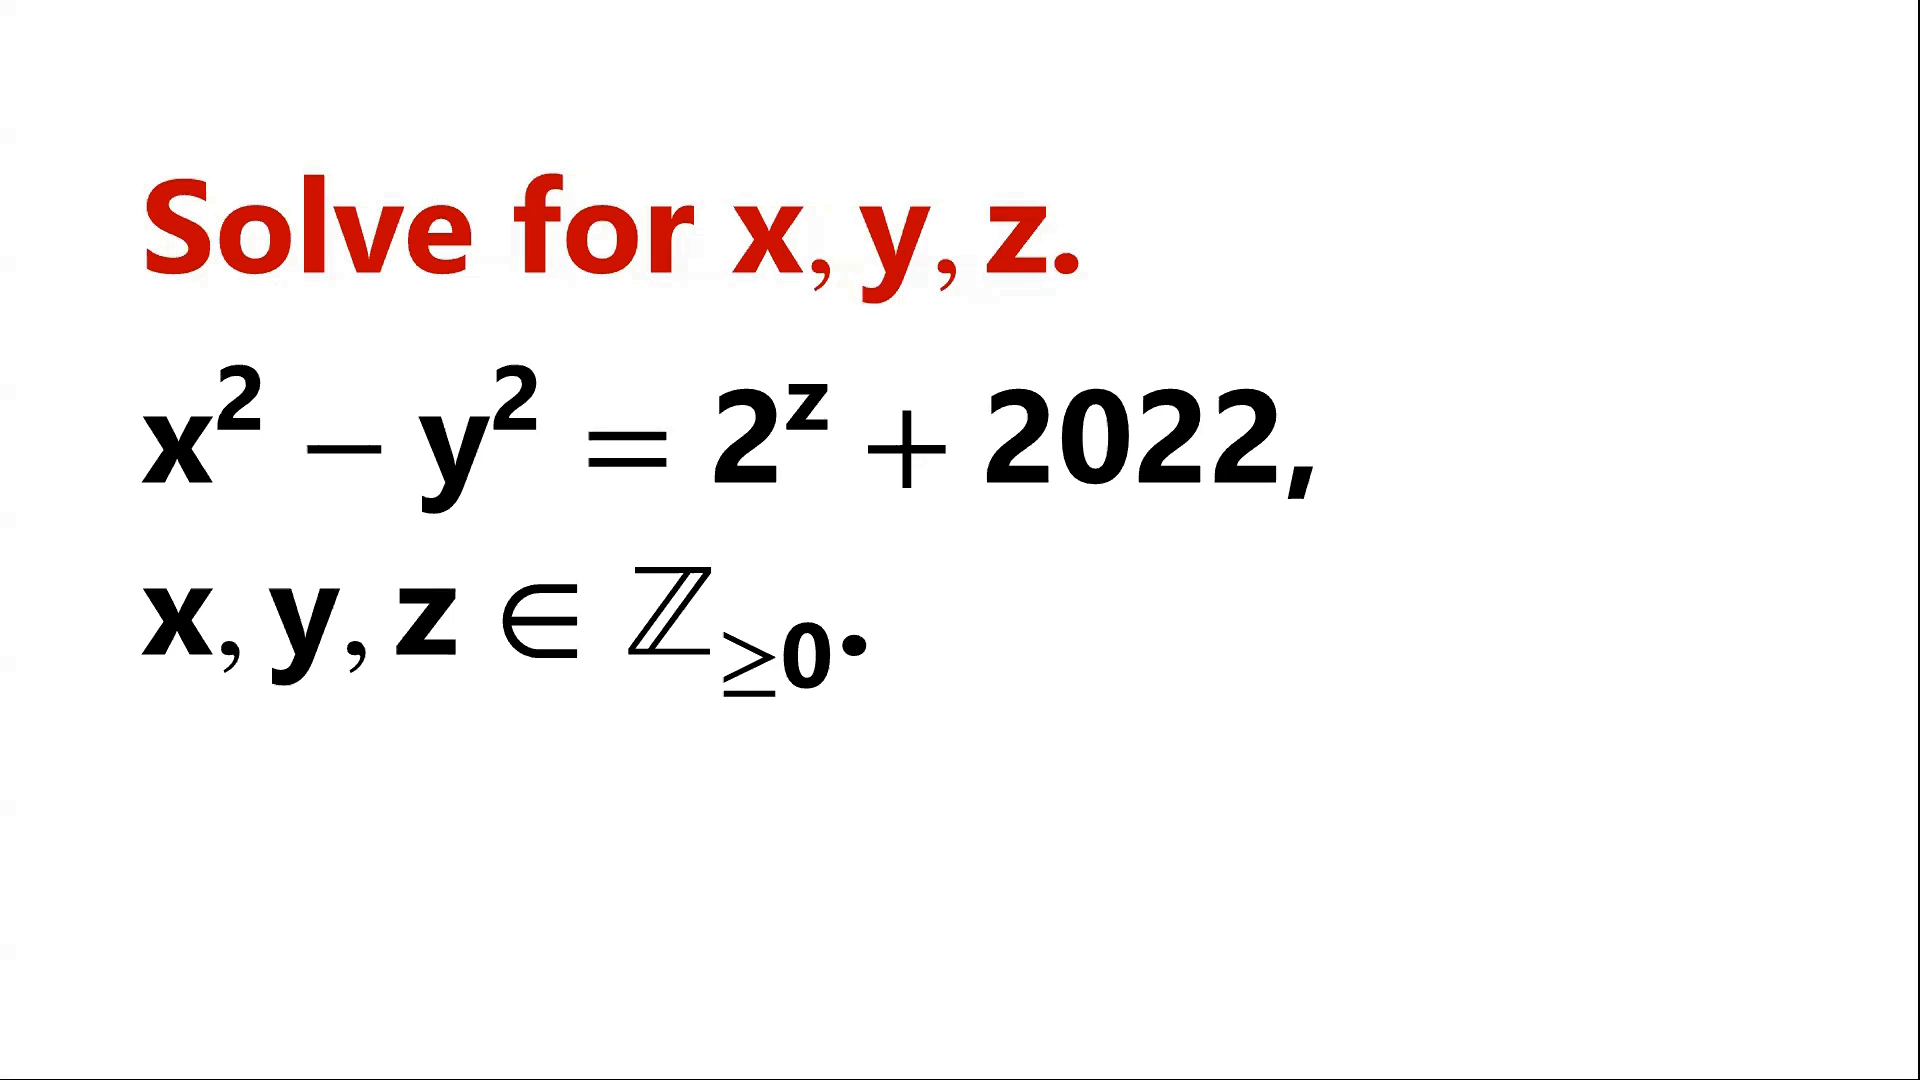 Solve for x, y, z.
x² − y² = 2ᶻ + 2022,
x, y, z ∈ ℤ≥0.